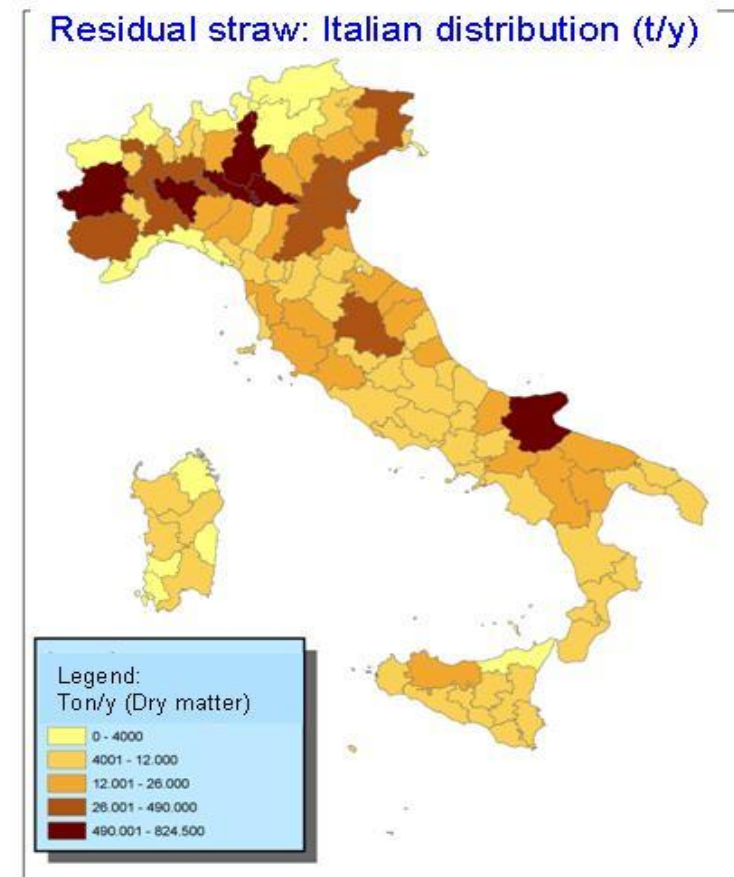 Residual straw: Italian distribution (t/y)
Legend:
Ton/y (Dry matter)
0 - 4000
4001 - 12.000
12.001 - 26.000
26.001 - 490.000
490.001 - 824.500